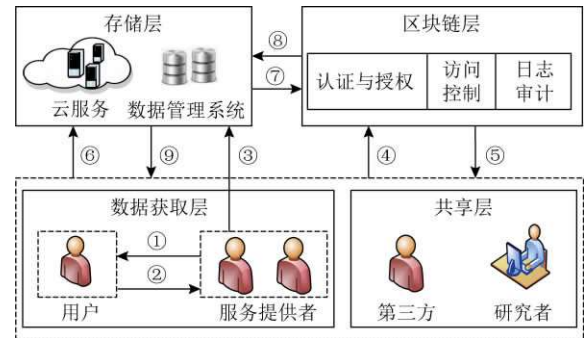 存储层
云服务 数据管理系统
⑧
⑦
区块链层
认证与授权
访问
控制
日志
审计
⑥
⑨
③
④
⑤
数据获取层
①
②
用户
服务提供者
共享层
第三方
研究者